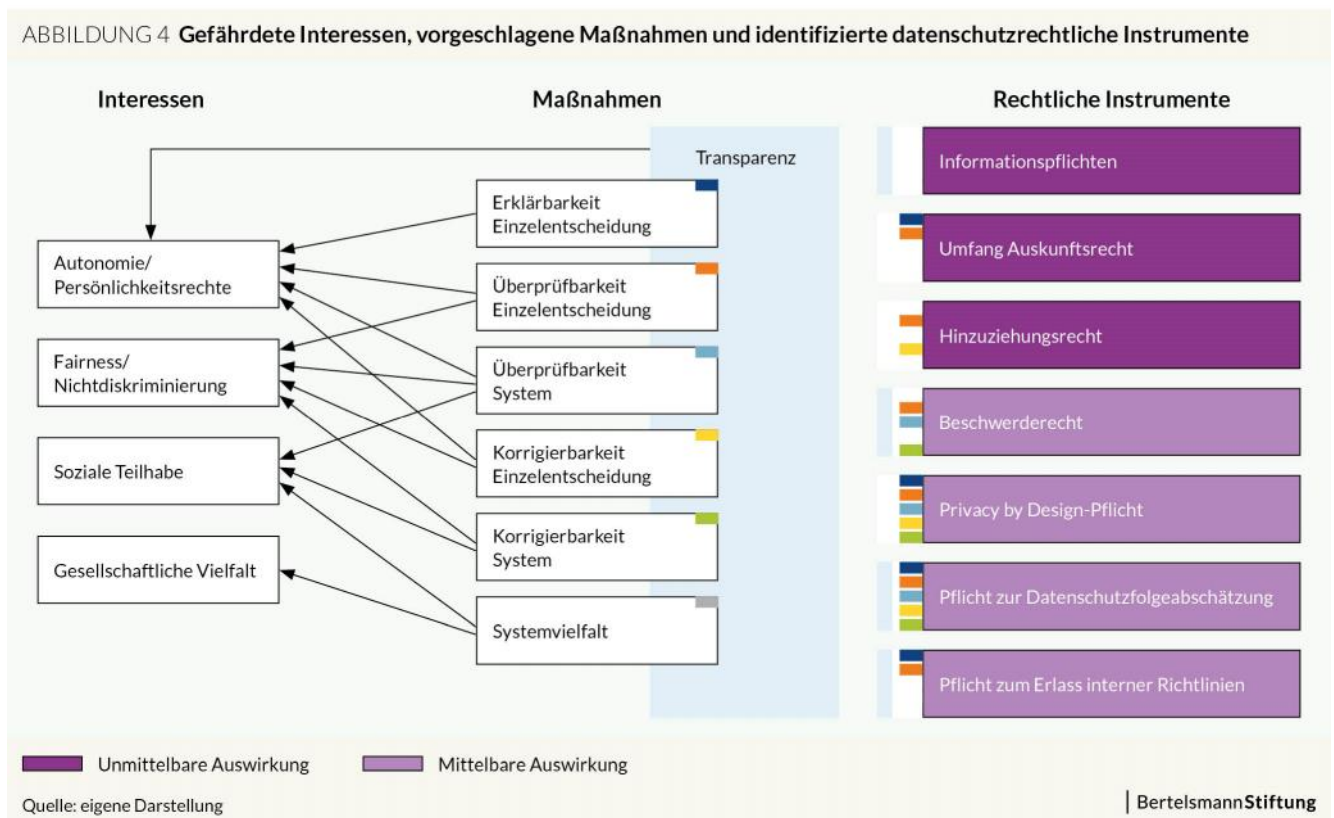 ABBILDUNG 4 Gefährdete Interessen, vorgeschlagene Maßnahmen und identifizierte datenschutzrechtliche Instrumente
Interessen
Autonomie/
Persönlichkeitsrechte
Fairness/
Nichtdiskriminierung
Soziale Teilhabe
Gesellschaftliche Vielfalt
Maßnahmen
Transparenz
Erklärbarkeit
Einzelentscheidung
Überprüfbarkeit
Einzelentscheidung
Überprüfbarkeit
System
Korrigierbarkeit
Einzelentscheidung
Korrigierbarkeit
System
Systemvielfalt
Rechtliche Instrumente
Informationspflichten
Umfang Auskunftsrecht
Hinzuziehungsrecht
Beschwerderecht
Privacy by Design-Pflicht
Pflicht zur Datenschutzfolgeabschätzung
Pflicht zum Erlass interner Richtlinien
Unmittelbare Auswirkung
Mittelbare Auswirkung
Quelle: eigene Darstellung
BertelsmannStiftung